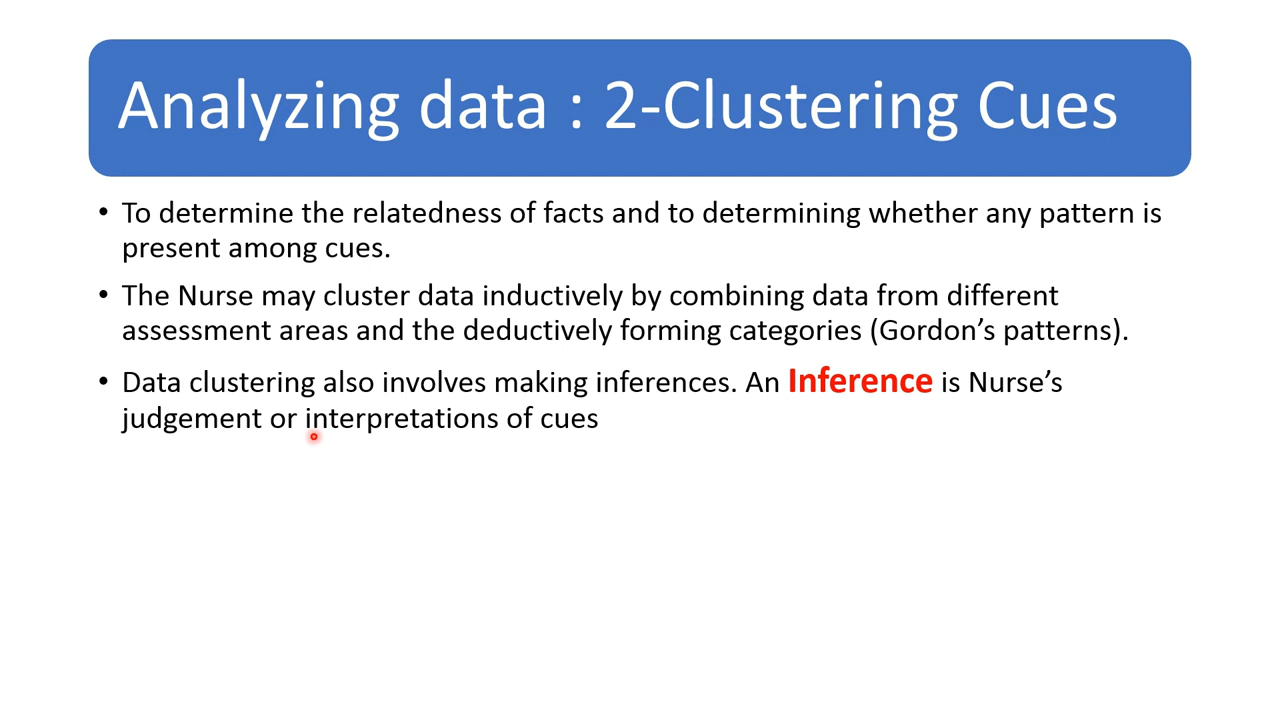 Analyzing data : 2-Clustering Cues
• To determine the relatedness of facts and to determining whether any pattern is
present among cues.
• The Nurse may cluster data inductively by combining data from different
assessment areas and the deductively forming categories (Gordon’s patterns).
• Data clustering also involves making inferences. An Inference is Nurse’s
judgement or interpretations of cues